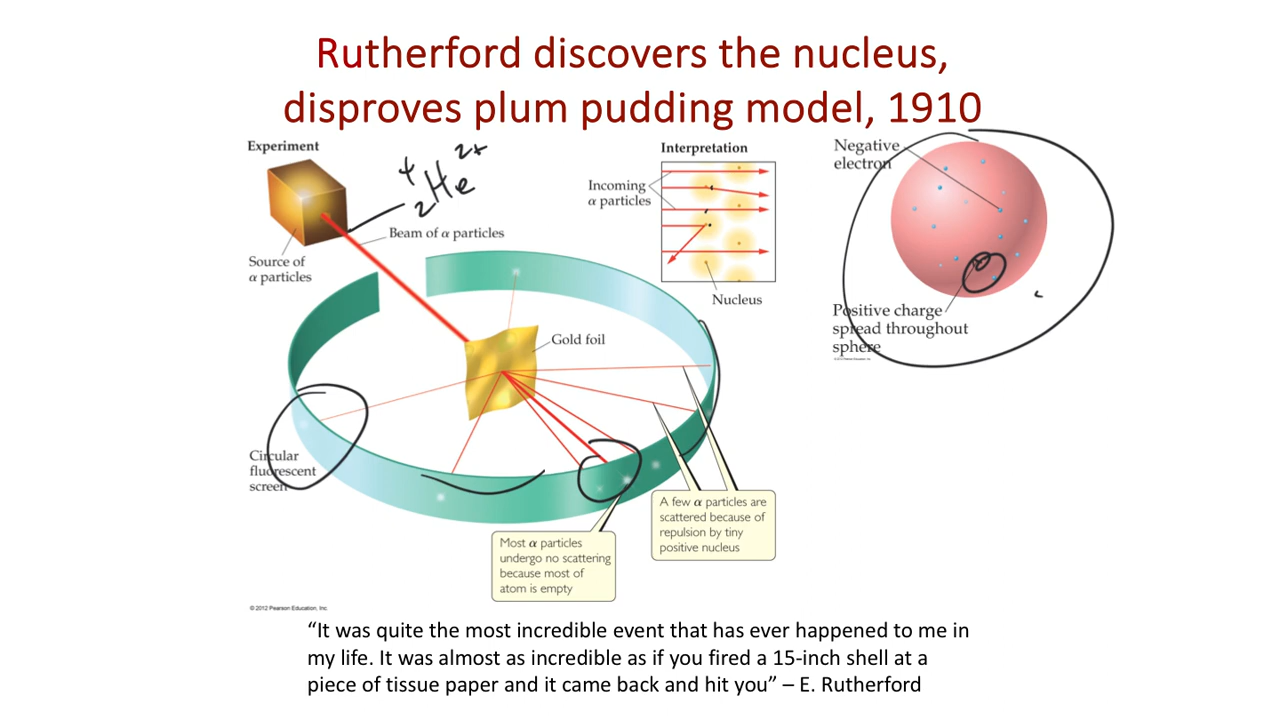 Rutherford discovers the nucleus,
disproves plum pudding model, 1910
Experiment
⁴₂He²⁺
Beam of α particles
Source of
α particles
Gold foil
Circular
fluorescent
screen
Most α particles
undergo no scattering
because most of
atom is empty
A few α particles are
scattered because of
repulsion by tiny
positive nucleus
© 2012 Pearson Education, Inc.
Interpretation
Incoming
α particles
Nucleus
Negative
electron
Positive charge
spread throughout
sphere
© 2012 Pearson Education, Inc.
“It was quite the most incredible event that has ever happened to me in
my life. It was almost as incredible as if you fired a 15-inch shell at a
piece of tissue paper and it came back and hit you” – E. Rutherford